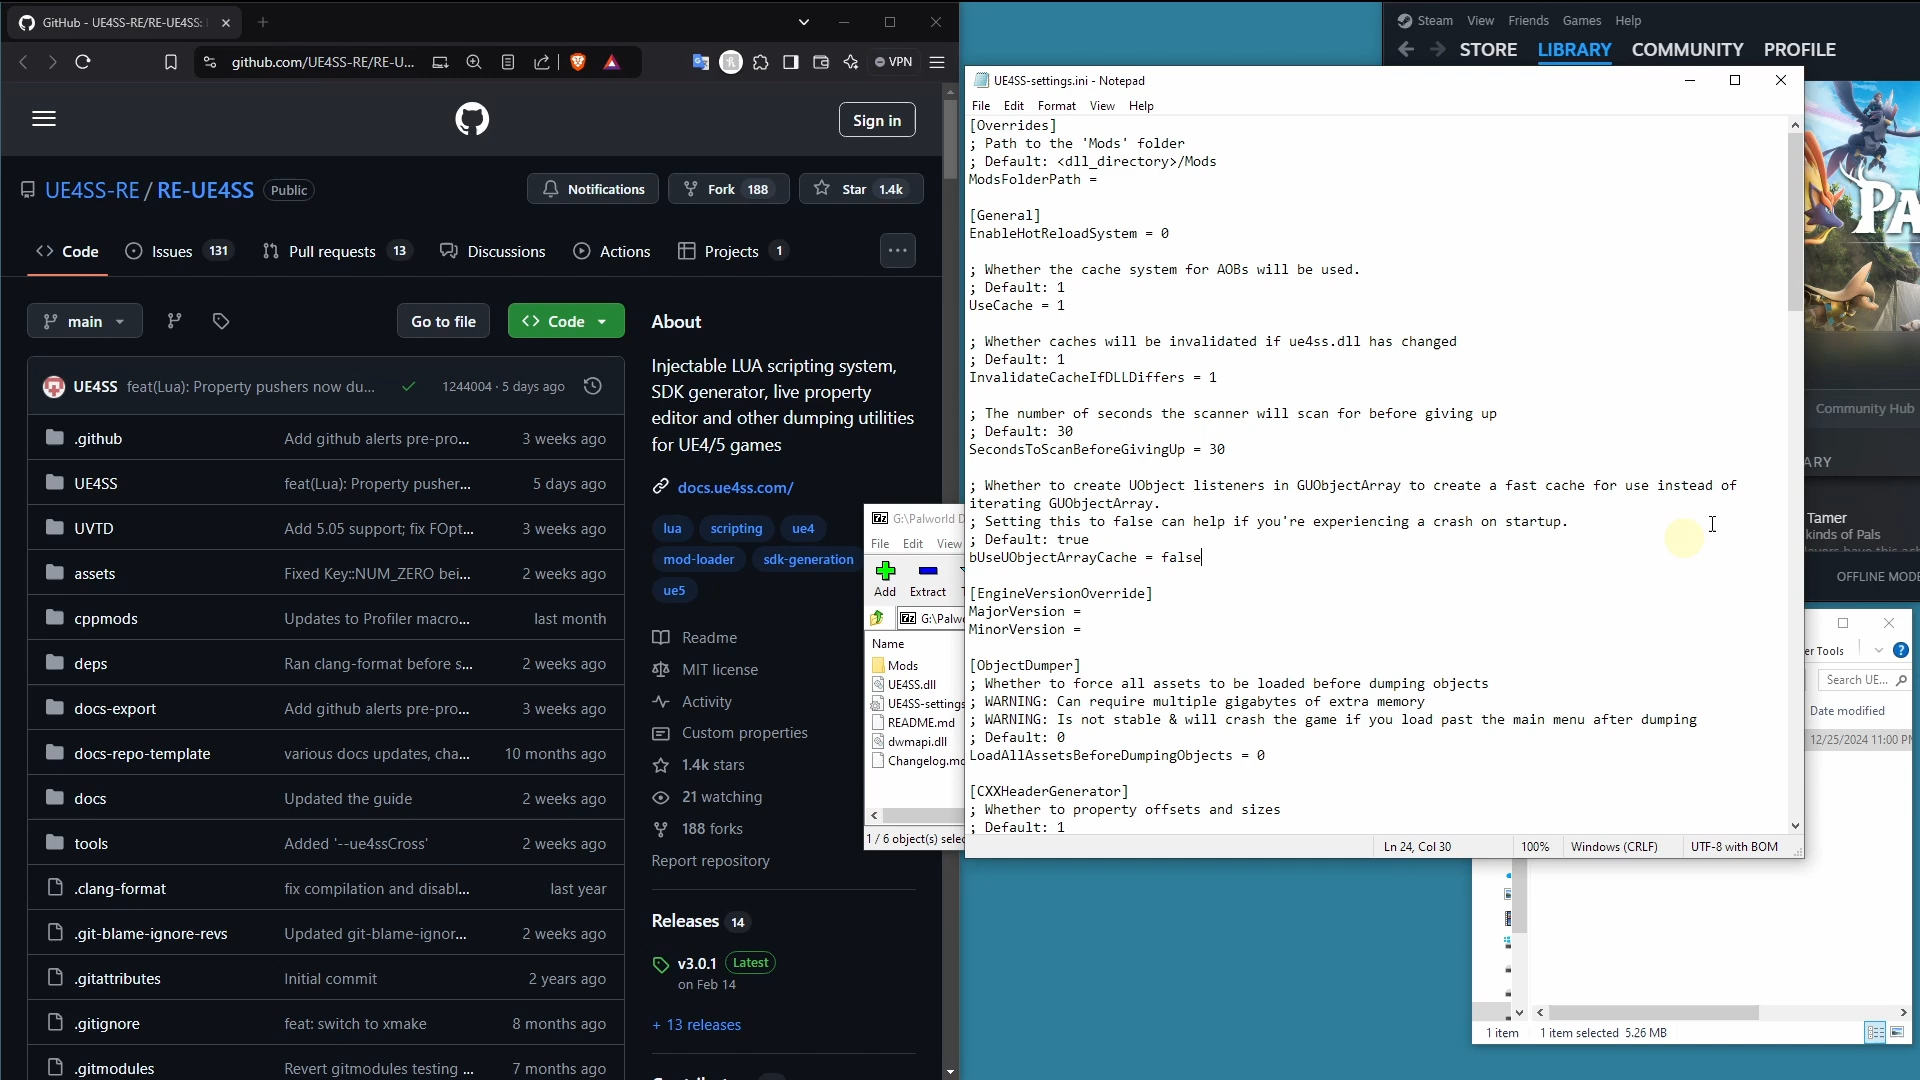 GitHub - UE4SS-RE/RE-UE4SS:
github.com/UE4SS-RE/RE-U...
VPN
Sign in
UE4SS-RE / RE-UE4SS Public
Notifications
Fork 188
Star 1.4k
Code
Issues 131
Pull requests 13
Discussions
Actions
Projects 1
main
Go to file
Code
UE4SS feat(Lua): Property pushers now du... 1244004 · 5 days ago
.github Add github alerts pre-pro... 3 weeks ago
UE4SS feat(Lua): Property pusher... 5 days ago
UVTD Add 5.05 support; fix FOpt... 3 weeks ago
assets Fixed Key::NUM_ZERO bei... 2 weeks ago
cppmods Updates to Profiler macro... last month
deps Ran clang-format before s... 2 weeks ago
docs-export Add github alerts pre-pro... 3 weeks ago
docs-repo-template various docs updates, cha... 10 months ago
docs Updated the guide 2 weeks ago
tools Added '--ue4ssCross' 2 weeks ago
.clang-format fix compilation and disabl... last year
.git-blame-ignore-revs Updated git-blame-ignor... 2 weeks ago
.gitattributes Initial commit 2 years ago
.gitignore feat: switch to xmake 8 months ago
.gitmodules Revert gitmodules testing ... 7 months ago
About
Injectable LUA scripting system,
SDK generator, live property
editor and other dumping utilities
for UE4/5 games
docs.ue4ss.com/
lua scripting ue4
mod-loader sdk-generation
ue5
Readme
MIT license
Activity
Custom properties
1.4k stars
21 watching
188 forks
Report repository
Releases 14
v3.0.1 Latest
on Feb 14
+ 13 releases
7z G:\Palworld D
File Edit View
Add Extract
7z G:\Palw
Name
Mods
UE4SS.dll
UE4SS-settings
README.md
dwmapi.dll
Changelog.md
1 / 6 object(s) selec
UE4SS-settings.ini - Notepad
File Edit Format View Help
[Overrides]
; Path to the 'Mods' folder
; Default: <dll_directory>/Mods
ModsFolderPath =
[General]
EnableHotReloadSystem = 0
; Whether the cache system for AOBs will be used.
; Default: 1
UseCache = 1
; Whether caches will be invalidated if ue4ss.dll has changed
; Default: 1
InvalidateCacheIfDLLDiffers = 1
; The number of seconds the scanner will scan for before giving up
; Default: 30
SecondsToScanBeforeGivingUp = 30
; Whether to create UObject listeners in GUObjectArray to create a fast cache for use instead of
iterating GUObjectArray.
; Setting this to false can help if you're experiencing a crash on startup.
; Default: true
bUseUObjectArrayCache = false
[EngineVersionOverride]
MajorVersion =
MinorVersion =
[ObjectDumper]
; Whether to force all assets to be loaded before dumping objects
; WARNING: Can require multiple gigabytes of extra memory
; WARNING: Is not stable & will crash the game if you load past the main menu after dumping
; Default: 0
LoadAllAssetsBeforeDumpingObjects = 0
[CXXHeaderGenerator]
; Whether to property offsets and sizes
; Default: 1
Ln 24, Col 30 100% Windows (CRLF) UTF-8 with BOM
Steam View Friends Games Help
STORE LIBRARY COMMUNITY PROFILE
PA
Community Hub
ARY
Tamer
kinds of Pals
OFFLINE MODE
er Tools
Search UE...
Date modified
12/25/2024 11:00 PM
1 item 1 item selected 5.26 MB